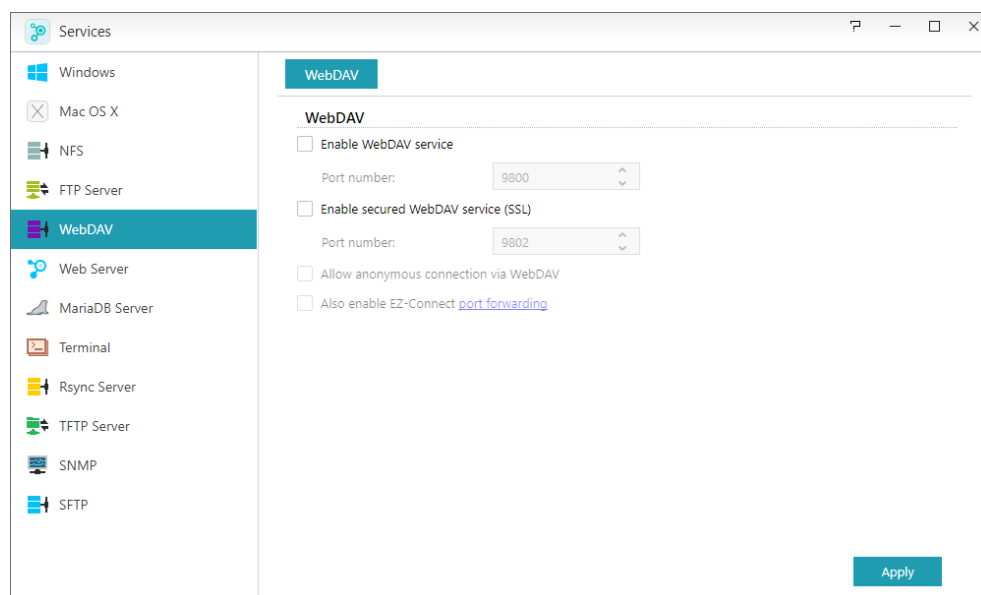 Services
Windows
Mac OS X
NFS
FTP Server
WebDAV
Web Server
MariaDB Server
Terminal
Rsync Server
TFTP Server
SNMP
SFTP
WebDAV
WebDAV
Enable WebDAV service
Port number: 9800
Enable secured WebDAV service (SSL)
Port number: 9802
Allow anonymous connection via WebDAV
Also enable EZ-Connect port forwarding
Apply